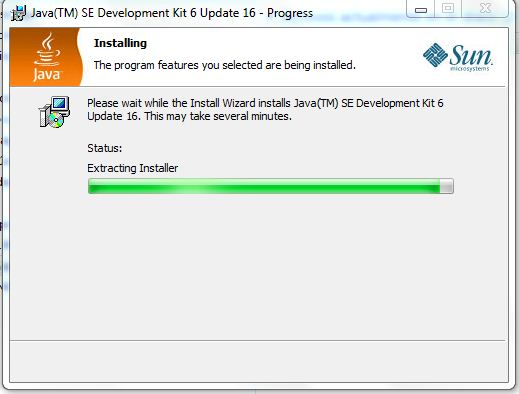 Java(TM) SE Development Kit 6 Update 16 - Progress
Java
Installing
The program features you selected are being installed.
Sun
microsystems
Please wait while the Install Wizard installs Java(TM) SE Development Kit 6
Update 16. This may take several minutes.
Status:
Extracting Installer